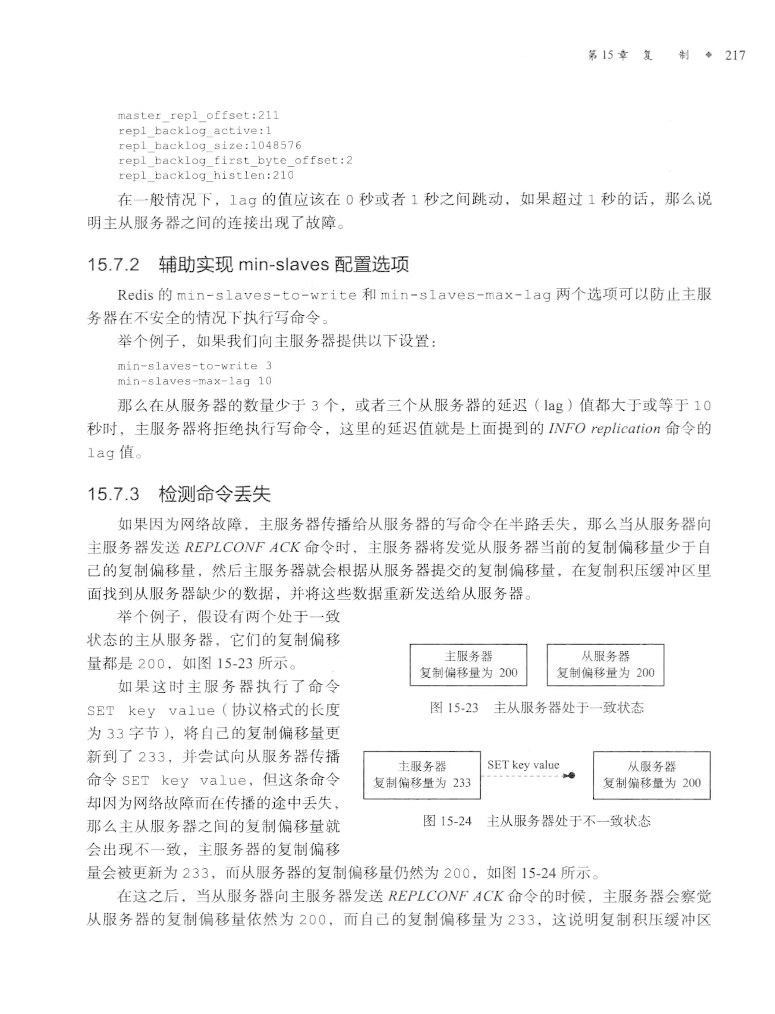 第15章 复 制 ❖ 217
master_repl_offset:211
repl_backlog_active:1
repl_backlog_size:1048576
repl_backlog_first_byte_offset:2
repl_backlog_histlen:210
在一般情况下，lag 的值应该在 0 秒或者 1 秒之间跳动，如果超过 1 秒的话，那么说
明主从服务器之间的连接出现了故障。
15.7.2 辅助实现 min-slaves 配置选项
Redis 的 min-slaves-to-write 和 min-slaves-max-lag 两个选项可以防止主服
务器在不安全的情况下执行写命令。
举个例子，如果我们向主服务器提供以下设置：
min-slaves-to-write 3
min-slaves-max-lag 10
那么在从服务器的数量少于 3 个，或者三个从服务器的延迟（lag）值都大于或等于 10
秒时，主服务器将拒绝执行写命令，这里的延迟值就是上面提到的 INFO replication 命令的
lag 值。
15.7.3 检测命令丢失
如果因为网络故障，主服务器传播给从服务器的写命令在半路丢失，那么当从服务器向
主服务器发送 REPLCONF ACK 命令时，主服务器将发觉从服务器当前的复制偏移量少于自
己的复制偏移量，然后主服务器就会根据从服务器提交的复制偏移量，在复制积压缓冲区里
面找到从服务器缺少的数据，并将这些数据重新发送给从服务器。
举个例子，假设有两个处于一致
状态的主从服务器，它们的复制偏移
量都是 200，如图 15-23 所示。
如果这时主服务器执行了命令
SET key value（协议格式的长度
为 33 字节），将自己的复制偏移量更
新到了 233，并尝试向从服务器传播
命令 SET key value，但这条命令
却因为网络故障而在传播的途中丢失，
那么主从服务器之间的复制偏移量就
会出现不一致，主服务器的复制偏移
主服务器
复制偏移量为 200
从服务器
复制偏移量为 200
图 15-23 主从服务器处于一致状态
主服务器
复制偏移量为 233
SET key value
从服务器
复制偏移量为 200
图 15-24 主从服务器处于不一致状态
量会被更新为 233，而从服务器的复制偏移量仍然为 200，如图 15-24 所示。
在这之后，当从服务器向主服务器发送 REPLCONF ACK 命令的时候，主服务器会察觉
从服务器的复制偏移量依然为 200，而自己的复制偏移量为 233，这说明复制积压缓冲区